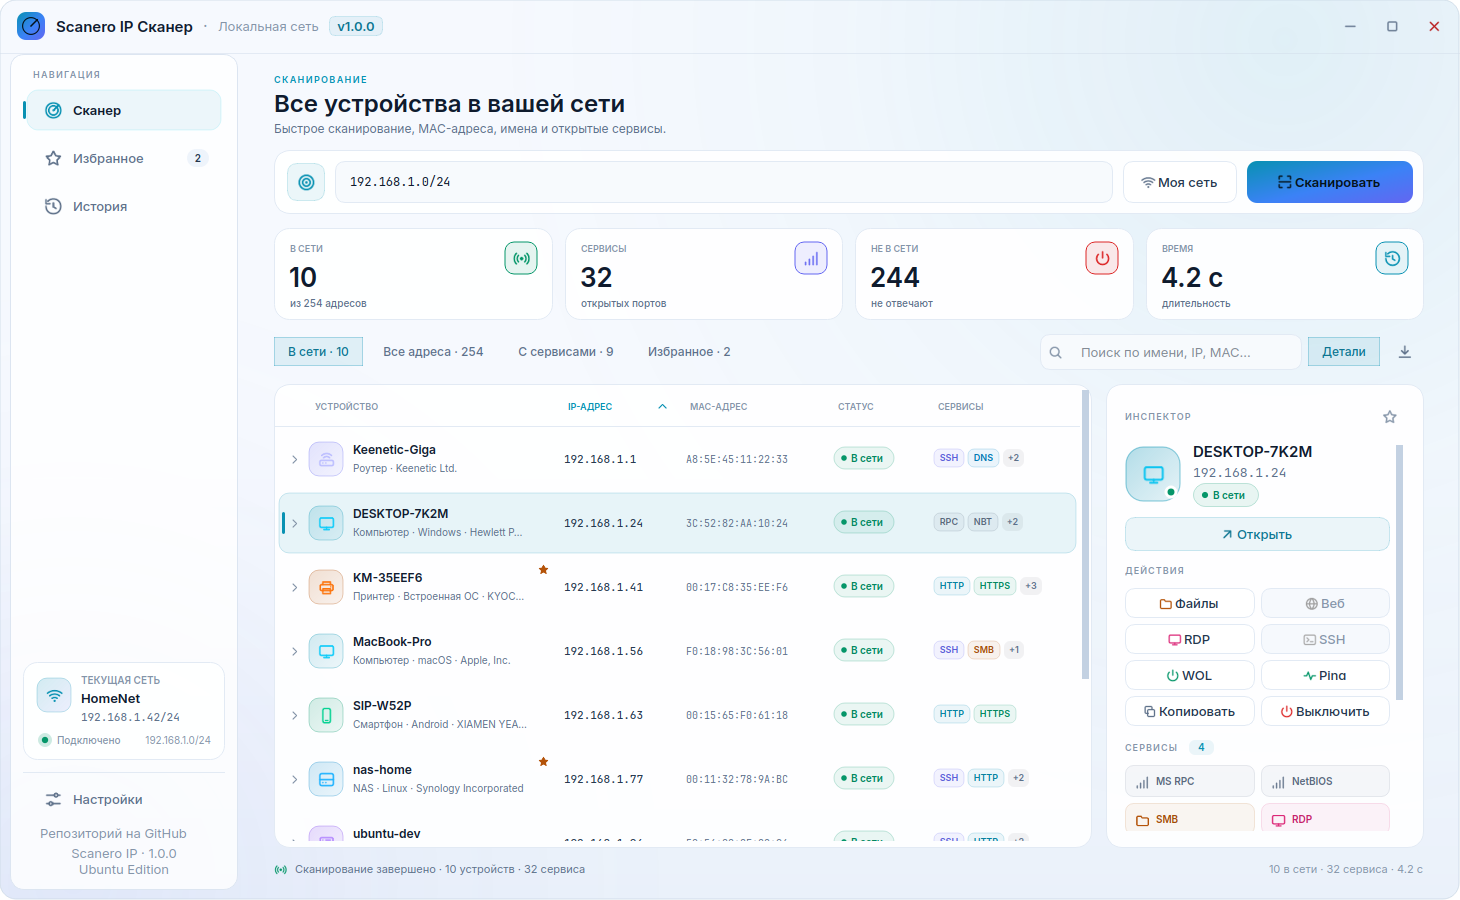 Scanero IP Сканер · Локальная сеть v1.0.0
НАВИГАЦИЯ
Сканер
Избранное 2
История
ТЕКУЩАЯ СЕТЬ
HomeNet
192.168.1.42/24
Подключено 192.168.1.0/24
Настройки
Репозиторий на GitHub
Scanero IP · 1.0.0
Ubuntu Edition
СКАНИРОВАНИЕ
Все устройства в вашей сети
Быстрое сканирование, MAC-адреса, имена и открытые сервисы.
192.168.1.0/24 Моя сеть Сканировать
В СЕТИ
10
из 254 адресов
СЕРВИСЫ
32
открытых портов
НЕ В СЕТИ
244
не отвечают
ВРЕМЯ
4.2 с
длительность
В сети · 10 Все адреса · 254 С сервисами · 9 Избранное · 2 Поиск по имени, IP, MAC... Детали
УСТРОЙСТВО IP-АДРЕС MAC-АДРЕС СТАТУС СЕРВИСЫ
Keenetic-Giga
Роутер · Keenetic Ltd.
192.168.1.1 A8:5E:45:11:22:33 В сети SSH DNS +2
DESKTOP-7K2M
Компьютер · Windows · Hewlett P...
192.168.1.24 3C:52:82:AA:10:24 В сети RPC NBT +2
KM-35EEF6
Принтер · Встроенная ОС · KYOC...
192.168.1.41 00:17:C8:35:EE:F6 В сети HTTP HTTPS +3
MacBook-Pro
Компьютер · macOS · Apple, Inc.
192.168.1.56 F0:18:98:3C:56:01 В сети SSH SMB +1
SIP-W52P
Смартфон · Android · XIAMEN YEA...
192.168.1.63 00:15:65:F0:61:18 В сети HTTP HTTPS
nas-home
NAS · Linux · Synology Incorporated
192.168.1.77 00:11:32:78:9A:BC В сети SSH HTTP +2
ubuntu-dev
ИНСПЕКТОР
DESKTOP-7K2M
192.168.1.24
В сети
Открыть
ДЕЙСТВИЯ
Файлы Веб
RDP SSH
WOL Ping
Копировать Выключить
СЕРВИСЫ 4
MS RPC NetBIOS
SMB RDP
Сканирование завершено · 10 устройств · 32 сервиса
10 в сети · 32 сервиса · 4.2 с